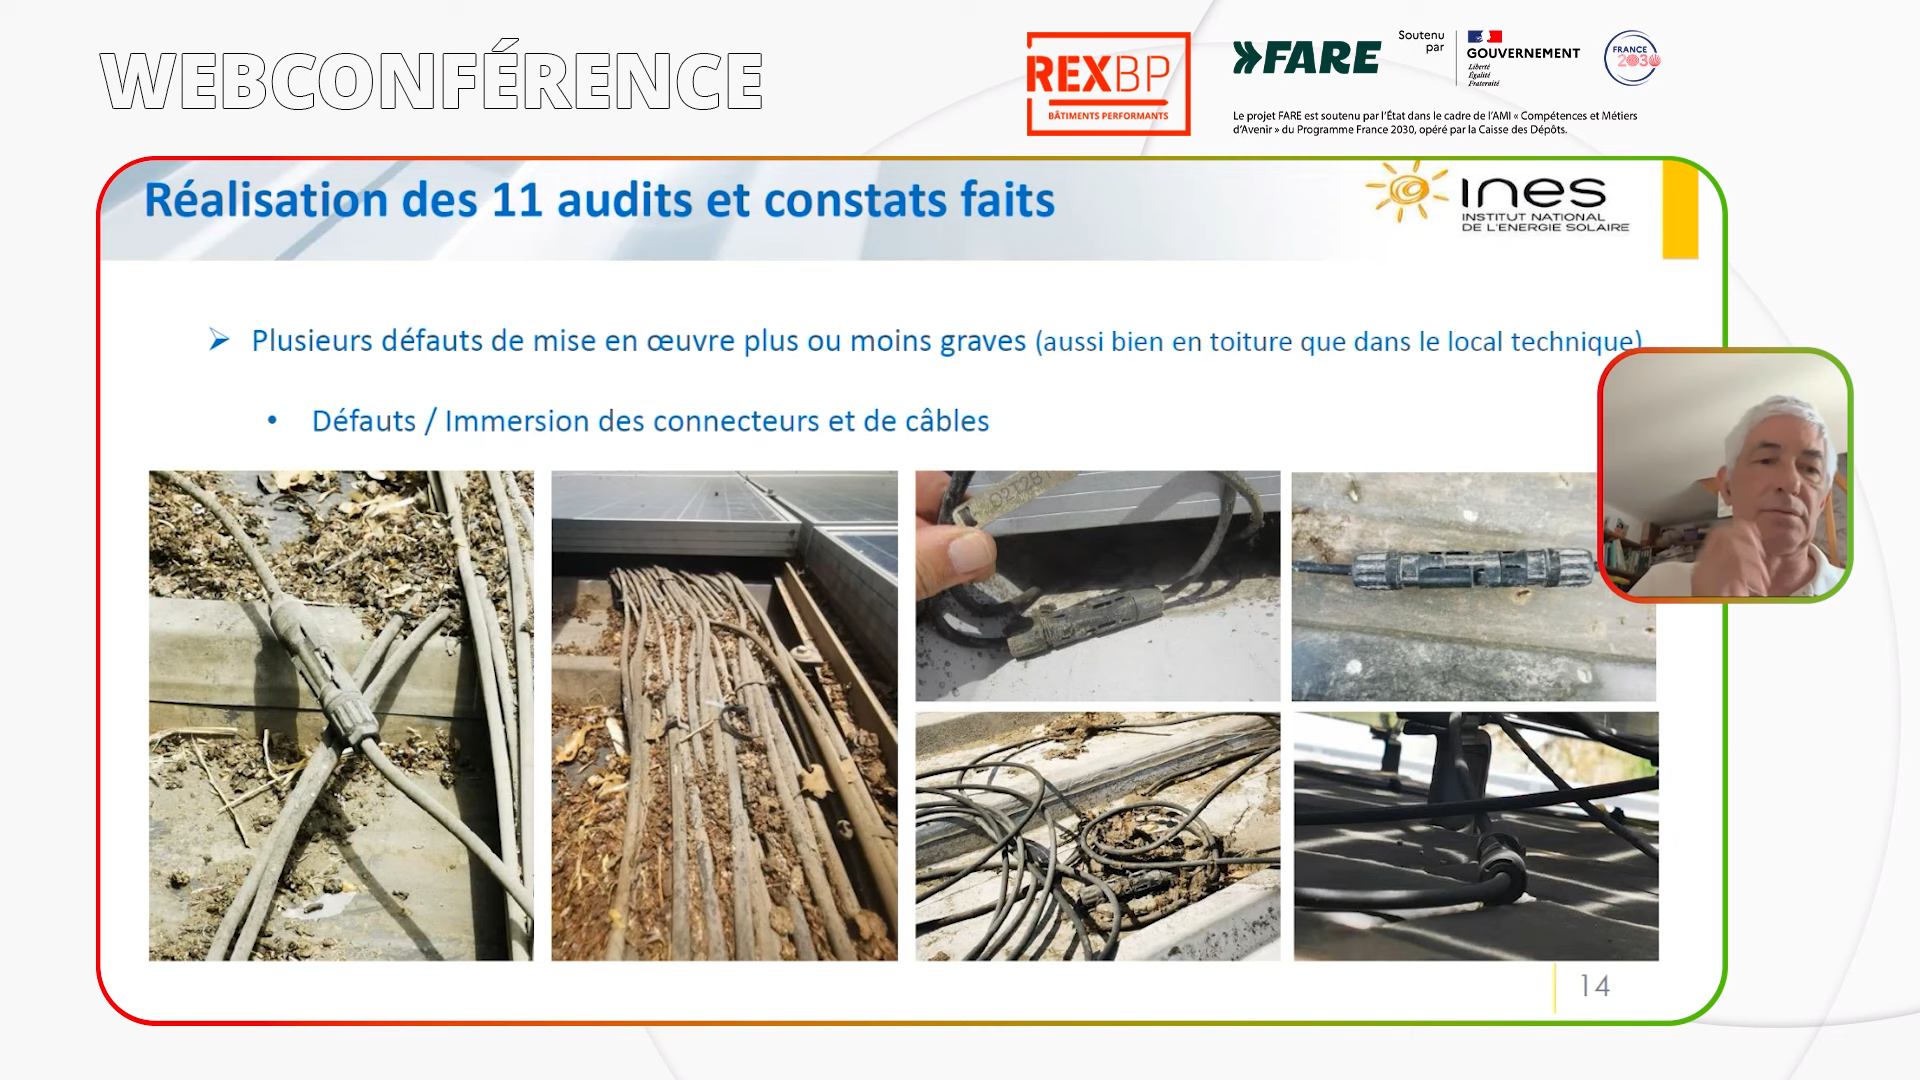 WEBCONFÉRENCE
REXBP
BÂTIMENTS PERFORMANTS
FARE
Soutenu
par
GOUVERNEMENT
Liberté
Égalité
Fraternité
FRANCE
2030
Le projet FARE est soutenu par l'État dans le cadre de l'AMI « Compétences et Métiers
d'Avenir » du Programme France 2030, opéré par la Caisse des Dépôts.
Réalisation des 11 audits et constats faits
ines
INSTITUT NATIONAL
DE L'ENERGIE SOLAIRE
➢ Plusieurs défauts de mise en œuvre plus ou moins graves (aussi bien en toiture que dans le local technique)
• Défauts / Immersion des connecteurs et de câbles
14